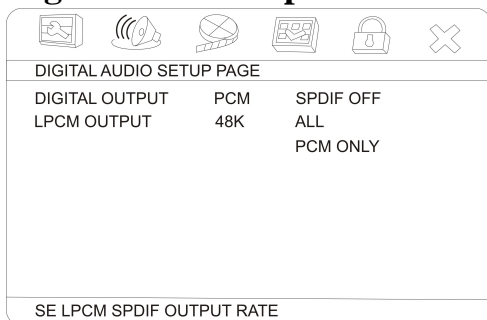 DIGITAL AUDIO SETUP PAGE
DIGITAL OUTPUT PCM SPDIF OFF
LPCM OUTPUT 48K ALL
PCM ONLY
SE LPCM SPDIF OUTPUT RATE